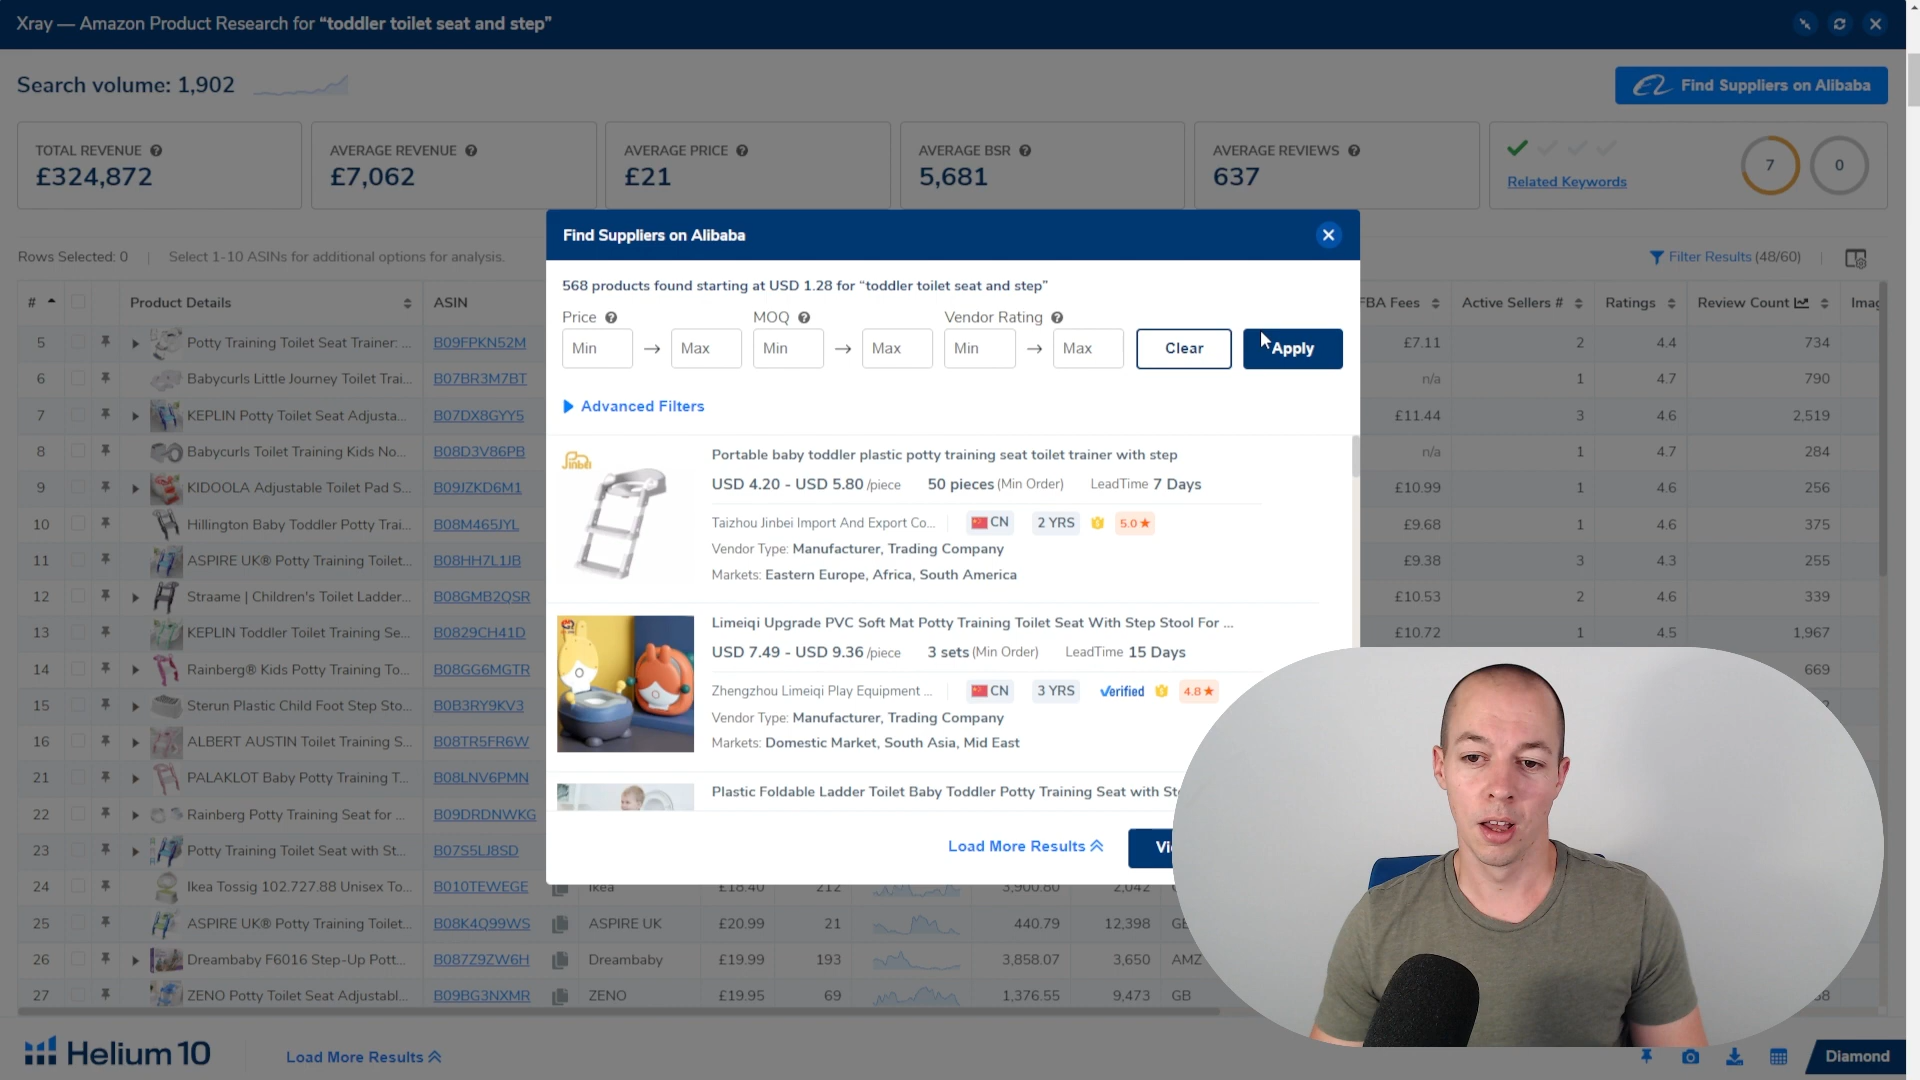 Xray — Amazon Product Research for “toddler toilet seat and step”
Search volume: 1,902
Find Suppliers on Alibaba
TOTAL REVENUE
£324,872
AVERAGE REVENUE
£7,062
AVERAGE PRICE
£21
AVERAGE BSR
5,681
AVERAGE REVIEWS
637
Related Keywords
7
0
Rows Selected: 0 | Select 1-10 ASINs for additional options for analysis.
Filter Results (48/60)
# Product Details ASIN FBA Fees Active Sellers # Ratings Review Count
5 Potty Training Toilet Seat Trainer: ... B09FPKN52M £7.11 2 4.4 734
6 Babycurls Little Journey Toilet Trai... B07BR3M7BT n/a 1 4.7 790
7 KEPLIN Potty Toilet Seat Adjusta... B07DX8GYY5 £11.44 3 4.6 2,519
8 Babycurls Toilet Training Kids No... B08D3V86PB n/a 1 4.7 284
9 KIDOOLA Adjustable Toilet Pad S... B09JZKD6M1 £10.99 1 4.6 256
10 Hillington Baby Toddler Potty Trai... B08M465JYL £9.68 1 4.6 375
11 ASPIRE UK® Potty Training Toilet... B08HH7L1JB £9.38 3 4.3 255
12 Straame | Children's Toilet Ladder... B08GMB2QSR £10.53 2 4.6 339
13 KEPLIN Toddler Toilet Training Se... B0829CH41D £10.72 1 4.5 1,967
14 Rainberg® Kids Potty Training To... B08GG6MGTR 669
15 Sterun Plastic Child Foot Step Sto... B0B3RY9KV3
16 ALBERT AUSTIN Toilet Training S... B08TR5FR6W
21 PALAKLOT Baby Potty Training T... B08LNV6PMN
22 Rainberg Potty Training Seat for ... B09DRDNWKG
23 Potty Training Toilet Seat with St... B07S5LJ8SD
24 Ikea Tossig 102.727.88 Unisex To... B010TEWEGE Ikea £18.40 212 3,900.80 2,042
25 ASPIRE UK® Potty Training Toilet... B08K4Q99WS ASPIRE UK £20.99 21 440.79 12,398
26 Dreambaby F6016 Step-Up Pott... B087Z9ZW6H Dreambaby £19.99 193 3,858.07 3,650 AMZ
27 ZENO Potty Toilet Seat Adjustabl... B09BG3NXMR ZENO £19.95 69 1,376.55 9,473 GB
Find Suppliers on Alibaba
568 products found starting at USD 1.28 for “toddler toilet seat and step”
Price MOQ Vendor Rating
Min → Max Min → Max Min → Max Clear Apply
Advanced Filters
Jinbei
Portable baby toddler plastic potty training seat toilet trainer with step
USD 4.20 - USD 5.80 /piece 50 pieces (Min Order) LeadTime 7 Days
Taizhou Jinbei Import And Export Co... CN 2 YRS 5.0 ★
Vendor Type: Manufacturer, Trading Company
Markets: Eastern Europe, Africa, South America
Limeiqi Upgrade PVC Soft Mat Potty Training Toilet Seat With Step Stool For ...
USD 7.49 - USD 9.36 /piece 3 sets (Min Order) LeadTime 15 Days
Zhengzhou Limeiqi Play Equipment ... CN 3 YRS Verified 4.8 ★
Vendor Type: Manufacturer, Trading Company
Markets: Domestic Market, South Asia, Mid East
Plastic Foldable Ladder Toilet Baby Toddler Potty Training Seat with
Load More Results
Helium 10
Load More Results
Diamond